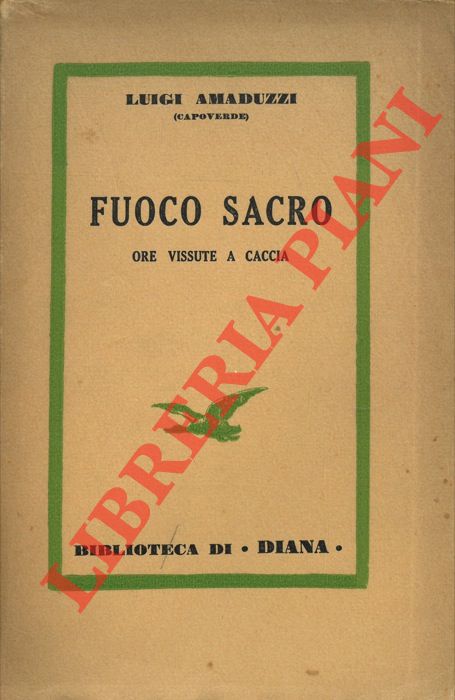 LUIGI AMADUZZI
(CAPOVERDE)
FUOCO SACRO
ORE VISSUTE A CACCIA
BIBLIOTECA DI • DIANA •
LIBRERIA PIANI